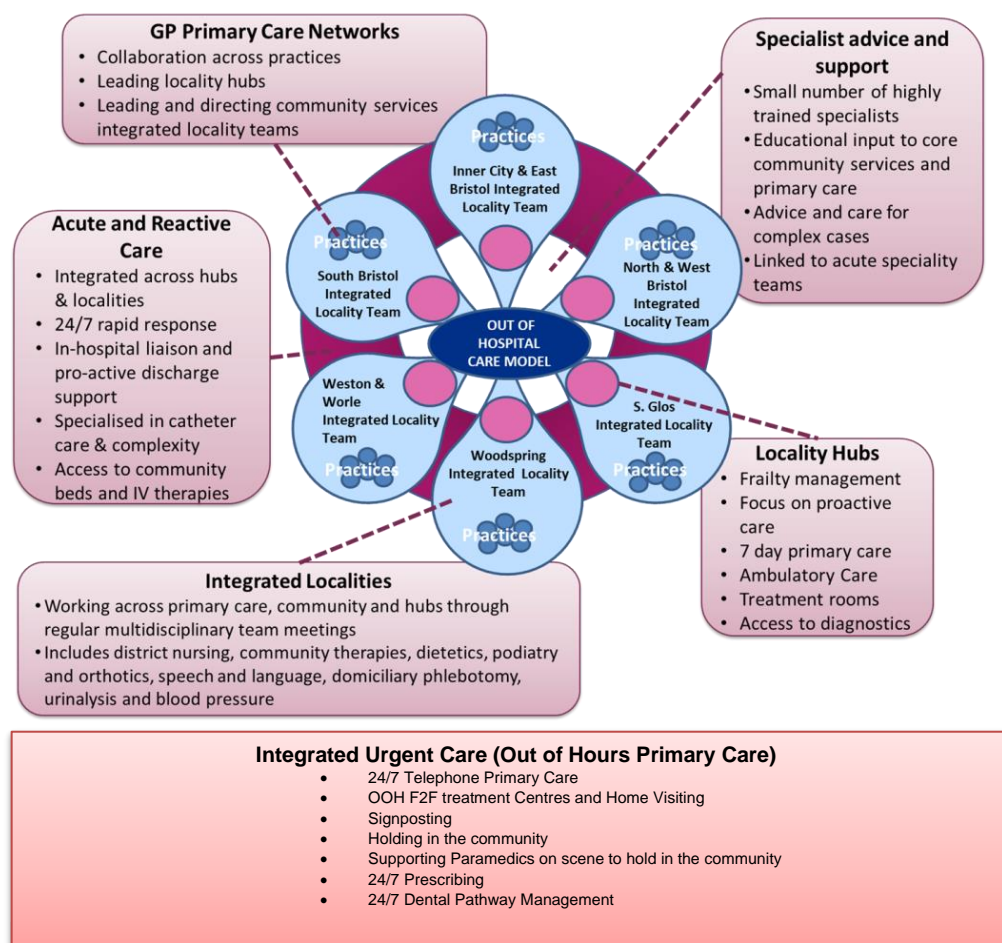 GP Primary Care Networks
• Collaboration across practices
• Leading locality hubs
• Leading and directing community services
integrated locality teams
Specialist advice and
support
• Small number of highly
trained specialists
• Educational input to core
community services and
primary care
• Advice and care for
complex cases
• Linked to acute speciality
teams
Practices
Inner City & East
Bristol Integrated
Locality Team
Acute and Reactive
Care
• Integrated across hubs
& localities
• 24/7 rapid response
• In-hospital liaison and
pro-active discharge
support
• Specialised in catheter
care & complexity
• Access to community
beds and IV therapies
Practices
South Bristol
Integrated
Locality Team
Practices
North & West
Bristol
Integrated
Locality Team
OUT OF
HOSPITAL
CARE MODEL
Weston &
Worle
Integrated Locality
Team
Practices
Woodspring
Integrated Locality
Team
Practices
S. Glos
Integrated Locality
Team
Practices
Locality Hubs
• Frailty management
• Focus on proactive
care
• 7 day primary care
• Ambulatory Care
• Treatment rooms
• Access to diagnostics
Integrated Localities
• Working across primary care, community and hubs through
regular multidisciplinary team meetings
• Includes district nursing, community therapies, dietetics, podiatry
and orthotics, speech and language, domiciliary phlebotomy,
urinalysis and blood pressure
Integrated Urgent Care (Out of Hours Primary Care)
• 24/7 Telephone Primary Care
• OOH F2F treatment Centres and Home Visiting
• Signposting
• Holding in the community
• Supporting Paramedics on scene to hold in the community
• 24/7 Prescribing
• 24/7 Dental Pathway Management